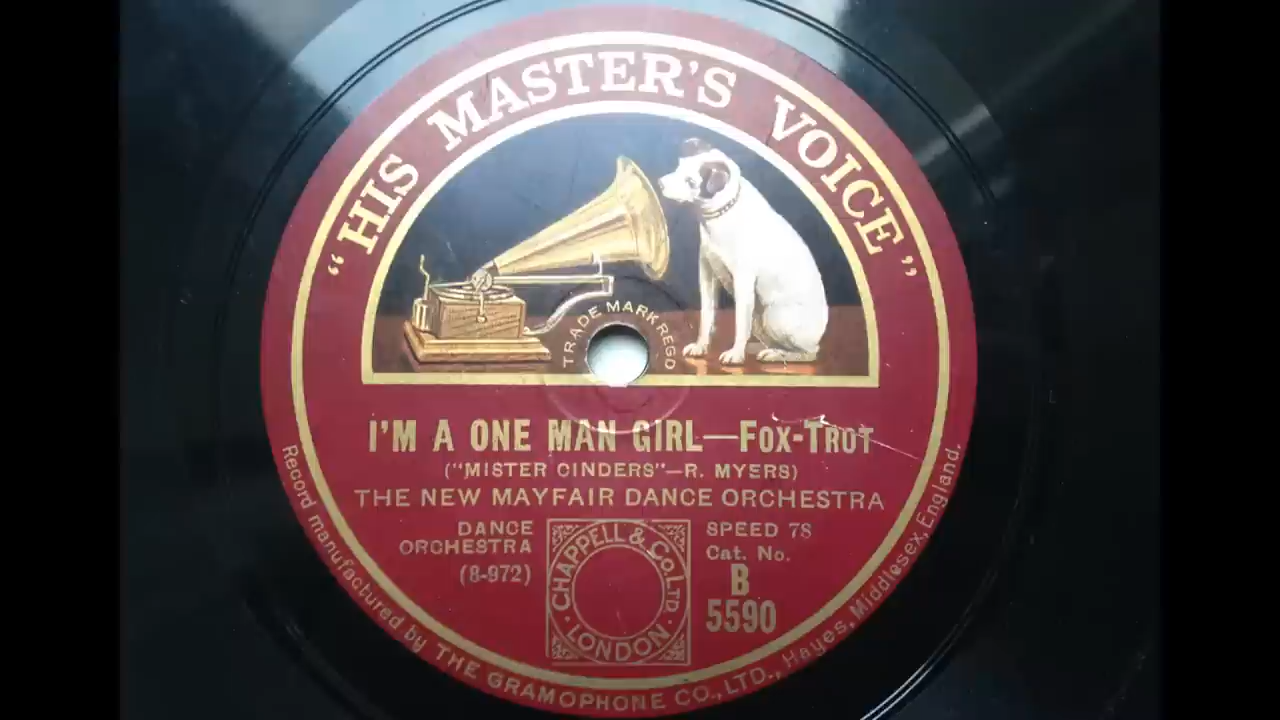 “HIS MASTER'S VOICE”
TRADE MARK REGD
I'M A ONE MAN GIRL—FOX-TROT
("MISTER CINDERS"—R. MYERS)
THE NEW MAYFAIR DANCE ORCHESTRA
DANCE
ORCHESTRA
(8-972)
CHAPPELL & CO. LTD
· LONDON ·
SPEED 78
Cat. No.
B
5590
Record manufactured by THE GRAMOPHONE CO., LTD., Hayes, Middlesex, England.